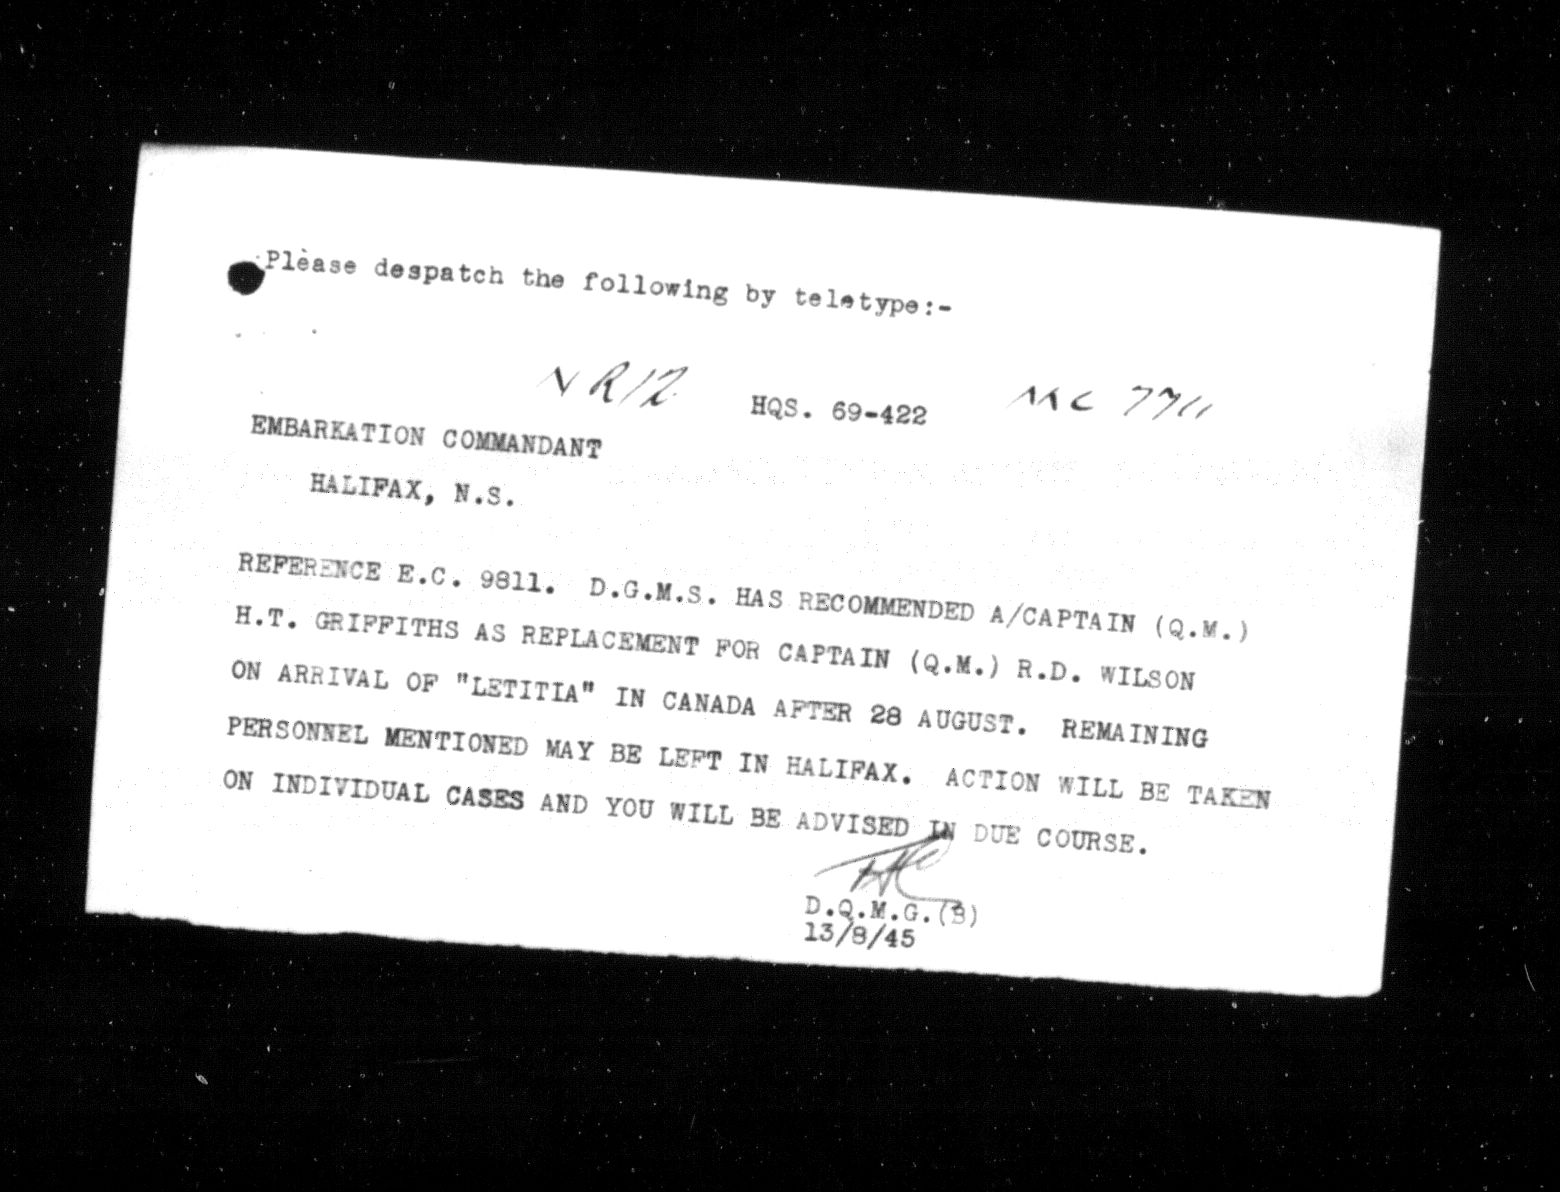 Please despatch the following by teletype:-
NR12 HQS. 69-422 MC 7711
EMBARKATION COMMANDANT
HALIFAX, N.S.
REFERENCE E.C. 9811. D.G.M.S. HAS RECOMMENDED A/CAPTAIN (Q.M.)
H.T. GRIFFITHS AS REPLACEMENT FOR CAPTAIN (Q.M.) R.D. WILSON
ON ARRIVAL OF "LETITIA" IN CANADA AFTER 28 AUGUST. REMAINING
PERSONNEL MENTIONED MAY BE LEFT IN HALIFAX. ACTION WILL BE TAKEN
ON INDIVIDUAL CASES AND YOU WILL BE ADVISED IN DUE COURSE.
D.Q.M.G.(B)
13/8/45